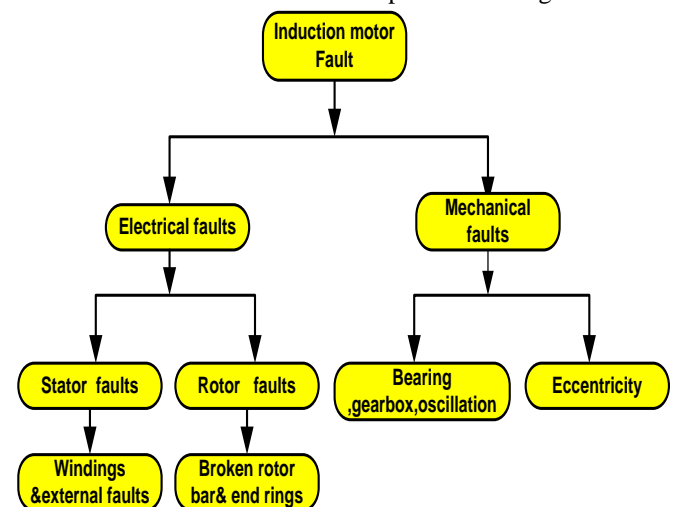 Induction motor
Fault
Electrical faults
Mechanical
faults
Stator faults
Rotor faults
Bearing
,gearbox,oscillation
Eccentricity
Windings
&external faults
Broken rotor
bar& end rings